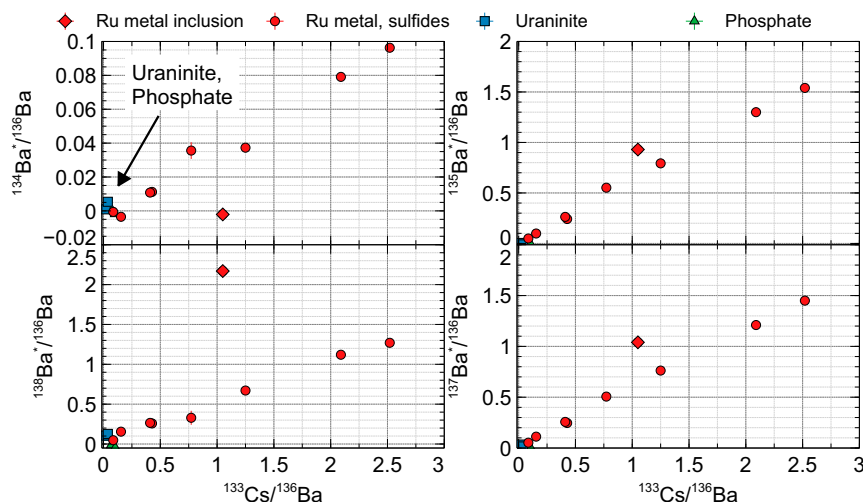 Ru metal inclusion Ru metal, sulfides Uraninite Phosphate
0.1
0.08
0.06
0.04
0.02
0
−0.02
¹³⁴Ba*/¹³⁶Ba
Uraninite,
Phosphate
2
1.5
1
0.5
0
¹³⁵Ba*/¹³⁶Ba
2.5
2
1.5
1
0.5
0
¹³⁸Ba*/¹³⁶Ba
0 0.5 1 1.5 2 2.5 3
¹³³Cs/¹³⁶Ba
1.5
1
0.5
0
¹³⁷Ba*/¹³⁶Ba
0 0.5 1 1.5 2 2.5 3
¹³³Cs/¹³⁶Ba